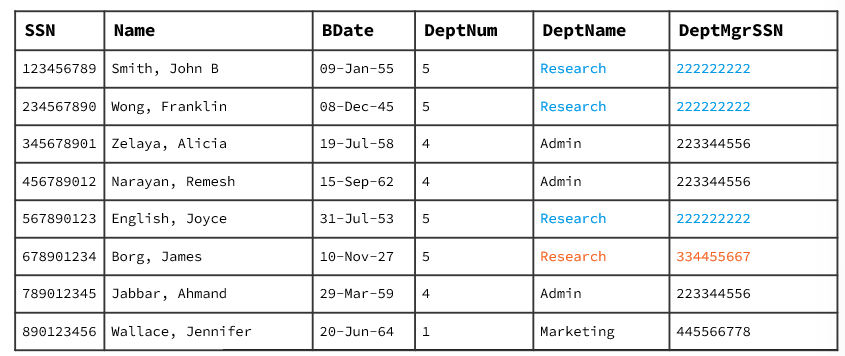 SSN Name BDate DeptNum DeptName DeptMgrSSN
123456789 Smith, John B 09-Jan-55 5 Research 222222222
234567890 Wong, Franklin 08-Dec-45 5 Research 222222222
345678901 Zelaya, Alicia 19-Jul-58 4 Admin 223344556
456789012 Narayan, Remesh 15-Sep-62 4 Admin 223344556
567890123 English, Joyce 31-Jul-53 5 Research 222222222
678901234 Borg, James 10-Nov-27 5 Research 334455667
789012345 Jabbar, Ahmand 29-Mar-59 4 Admin 223344556
890123456 Wallace, Jennifer 20-Jun-64 1 Marketing 445566778